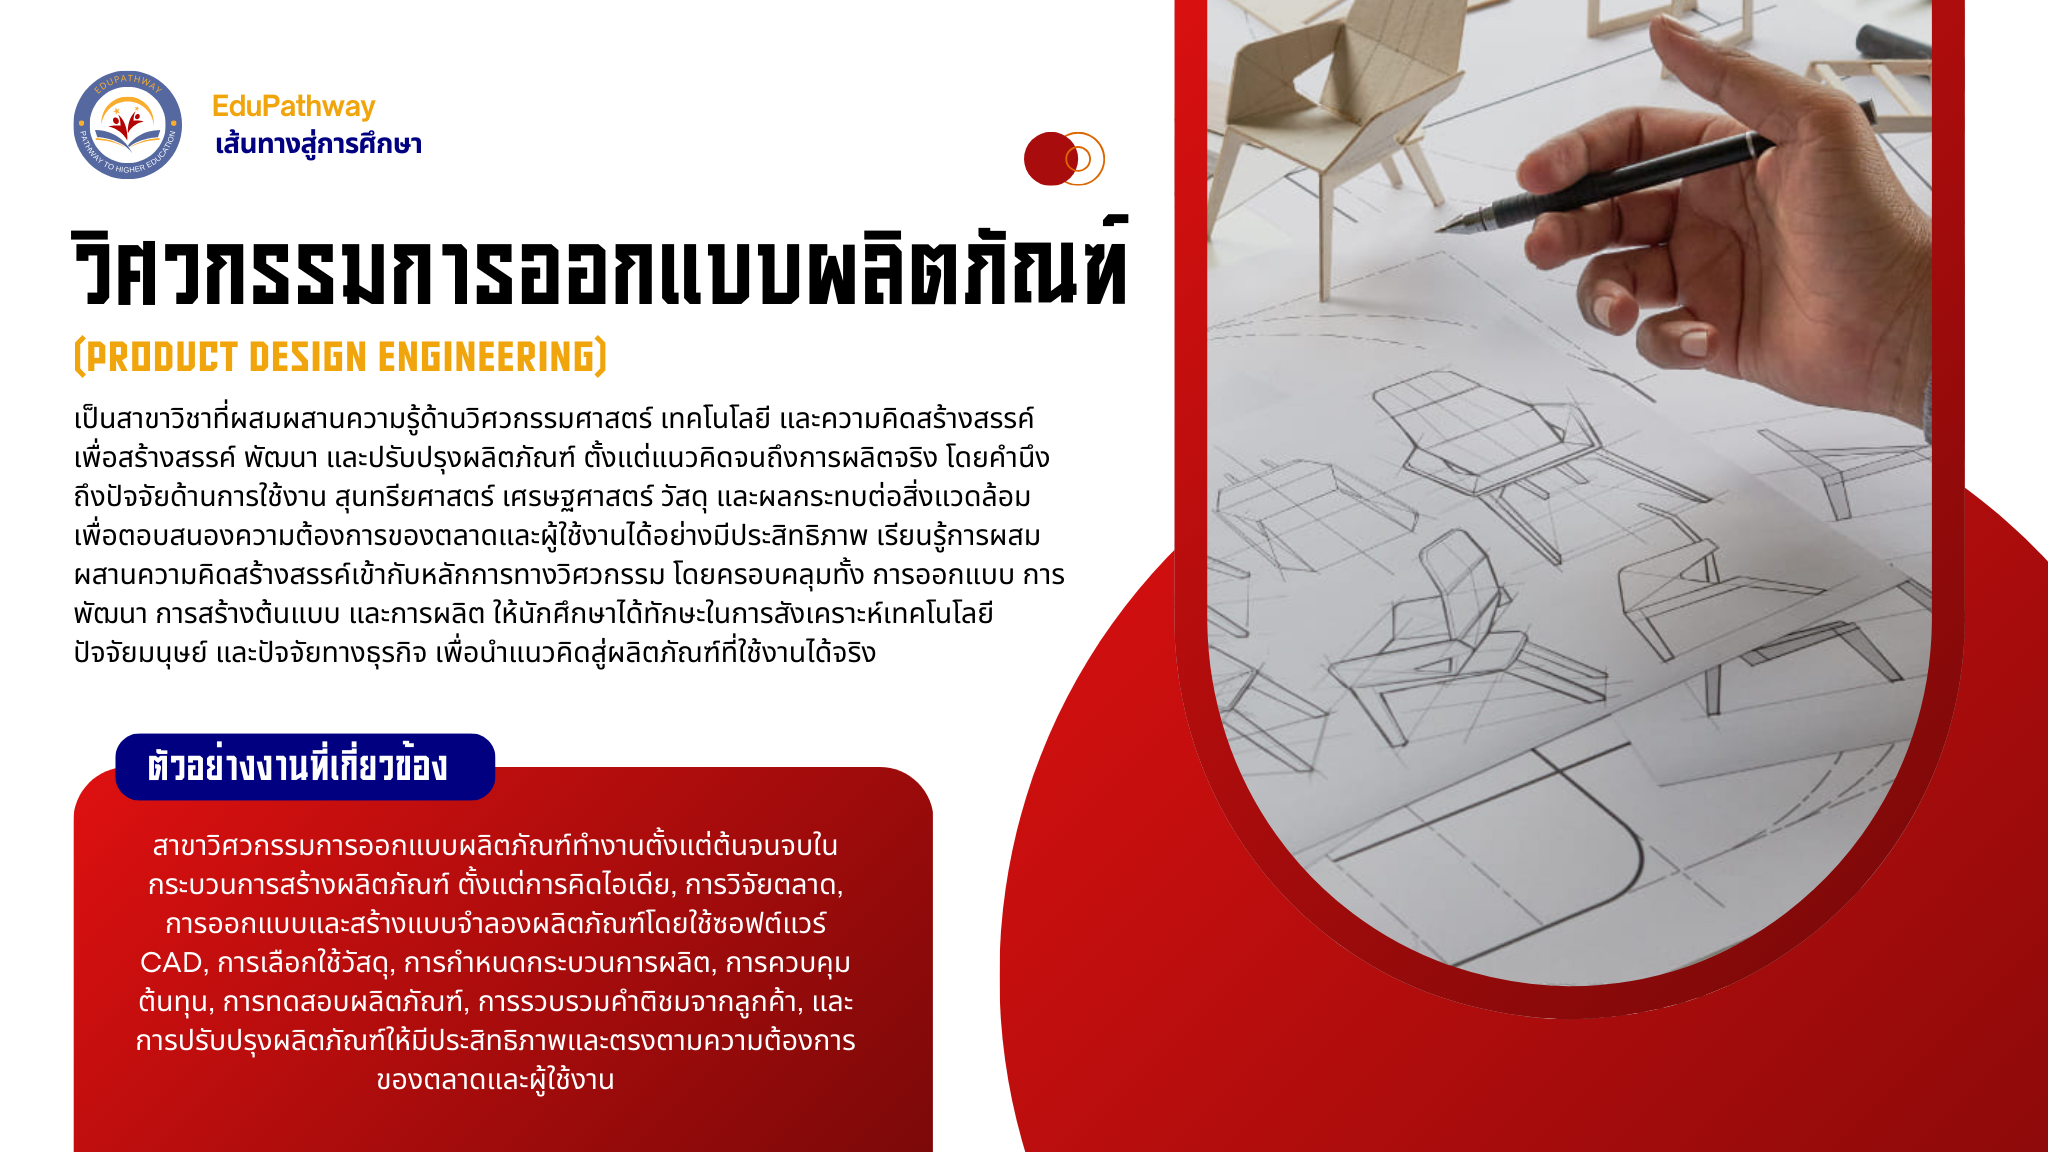 EDUPATHWAY
PATHWAY TO HIGHER EDUCATION
EduPathway
เส้นทางสู่การศึกษา
วิศวกรรมการออกแบบผลิตภัณฑ์
(PRODUCT DESIGN ENGINEERING)
เป็นสาขาวิชาที่ผสมผสานความรู้ด้านวิศวกรรมศาสตร์ เทคโนโลยี และความคิดสร้างสรรค์
เพื่อสร้างสรรค์ พัฒนา และปรับปรุงผลิตภัณฑ์ ตั้งแต่แนวคิดจนถึงการผลิตจริง โดยคำนึง
ถึงปัจจัยด้านการใช้งาน สุนทรียศาสตร์ เศรษฐศาสตร์ วัสดุ และผลกระทบต่อสิ่งแวดล้อม
เพื่อตอบสนองความต้องการของตลาดและผู้ใช้งานได้อย่างมีประสิทธิภาพ เรียนรู้การผสม
ผสานความคิดสร้างสรรค์เข้ากับหลักการทางวิศวกรรม โดยครอบคลุมทั้ง การออกแบบ การ
พัฒนา การสร้างต้นแบบ และการผลิต ให้นักศึกษาได้ทักษะในการสังเคราะห์เทคโนโลยี
ปัจจัยมนุษย์ และปัจจัยทางธุรกิจ เพื่อนำแนวคิดสู่ผลิตภัณฑ์ที่ใช้งานได้จริง
ตัวอย่างงานที่เกี่ยวข้อง
สาขาวิศวกรรมการออกแบบผลิตภัณฑ์ทำงานตั้งแต่ต้นจนจบใน
กระบวนการสร้างผลิตภัณฑ์ ตั้งแต่การคิดไอเดีย, การวิจัยตลาด,
การออกแบบและสร้างแบบจำลองผลิตภัณฑ์โดยใช้ซอฟต์แวร์
CAD, การเลือกใช้วัสดุ, การกำหนดกระบวนการผลิต, การควบคุม
ต้นทุน, การทดสอบผลิตภัณฑ์, การรวบรวมคำติชมจากลูกค้า, และ
การปรับปรุงผลิตภัณฑ์ให้มีประสิทธิภาพและตรงตามความต้องการ
ของตลาดและผู้ใช้งาน